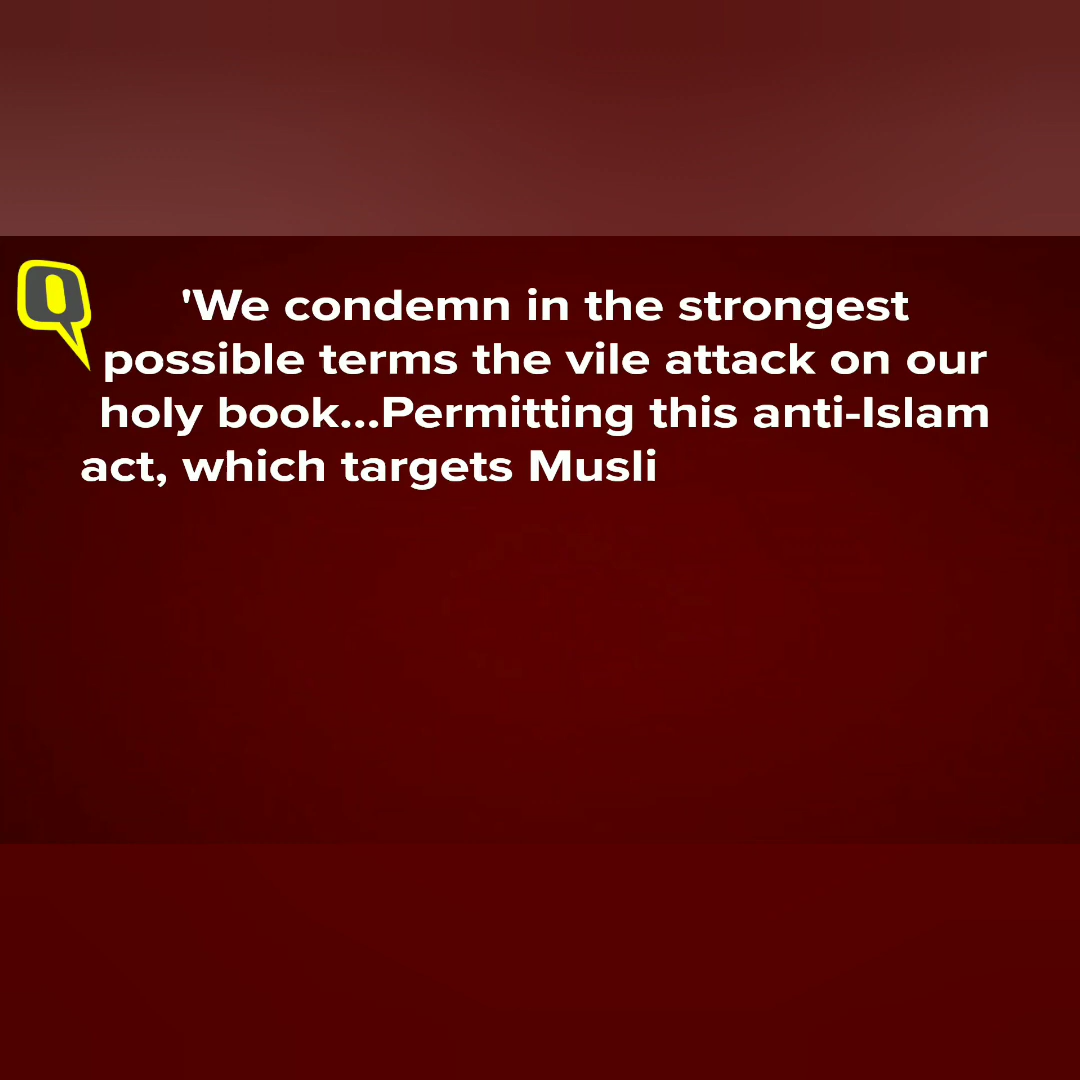 'We condemn in the strongest
possible terms the vile attack on our
holy book...Permitting this anti-Islam
act, which targets Musli